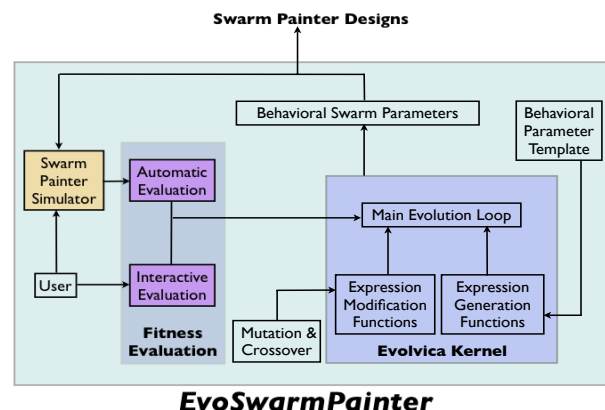 Swarm Painter Designs
Behavioral Swarm Parameters
Behavioral
Parameter
Template
Swarm
Painter
Simulator
Automatic
Evaluation
Main Evolution Loop
User
Interactive
Evaluation
Expression
Modification
Functions
Expression
Generation
Functions
Fitness
Evaluation
Mutation &
Crossover
Evolvica Kernel
EvoSwarmPainter